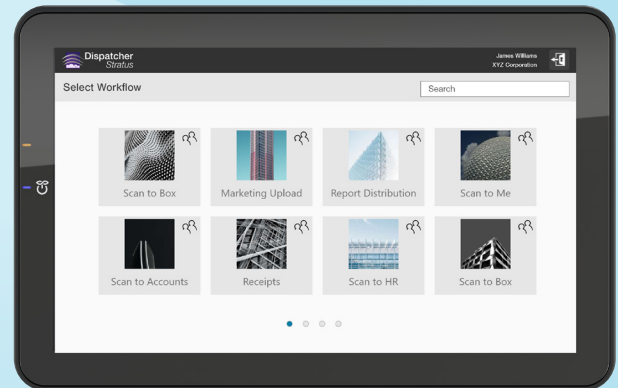 Dispatcher
Stratus
James Williams
XYZ Corporation
Select Workflow
Search
Scan to Box
Marketing Upload
Report Distribution
Scan to Me
Scan to Accounts
Receipts
Scan to HR
Scan to Box